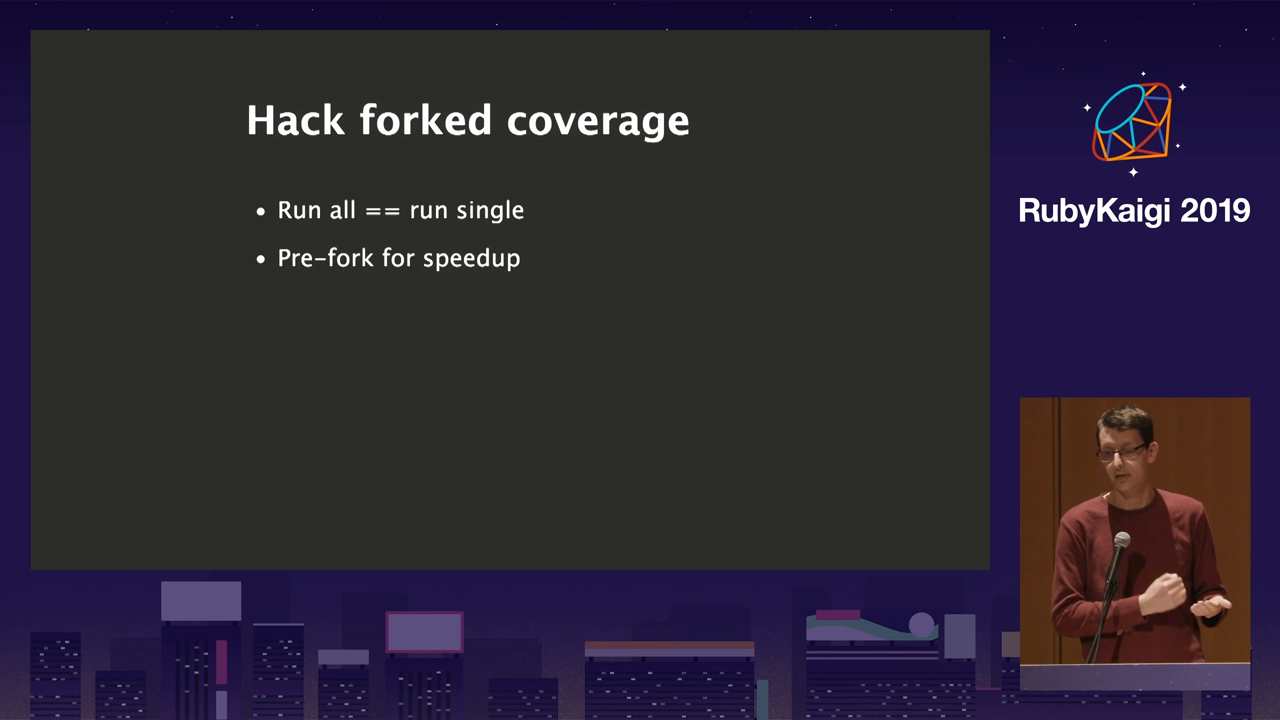 Hack forked coverage
• Run all == run single
• Pre-fork for speedup
RubyKaigi 2019